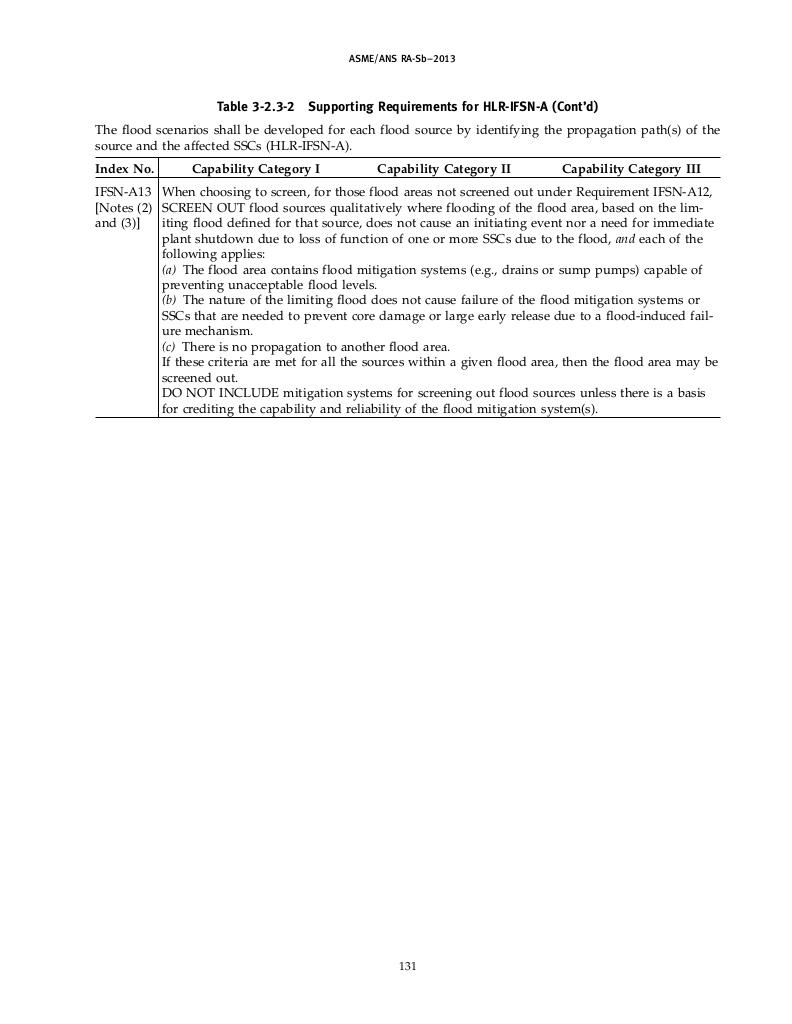 ASME/ANS RA-Sb–2013
Table 3-2.3-2 Supporting Requirements for HLR-IFSN-A (Cont'd)
The flood scenarios shall be developed for each flood source by identifying the propagation path(s) of the
source and the affected SSCs (HLR-IFSN-A).
Index No. Capability Category I Capability Category II Capability Category III
IFSN-A13 When choosing to screen, for those flood areas not screened out under Requirement IFSN-A12,
[Notes (2) SCREEN OUT flood sources qualitatively where flooding of the flood area, based on the lim-
and (3)] iting flood defined for that source, does not cause an initiating event nor a need for immediate
plant shutdown due to loss of function of one or more SSCs due to the flood, and each of the
following applies:
(a) The flood area contains flood mitigation systems (e.g., drains or sump pumps) capable of
preventing unacceptable flood levels.
(b) The nature of the limiting flood does not cause failure of the flood mitigation systems or
SSCs that are needed to prevent core damage or large early release due to a flood-induced fail-
ure mechanism.
(c) There is no propagation to another flood area.
If these criteria are met for all the sources within a given flood area, then the flood area may be
screened out.
DO NOT INCLUDE mitigation systems for screening out flood sources unless there is a basis
for crediting the capability and reliability of the flood mitigation system(s).
131